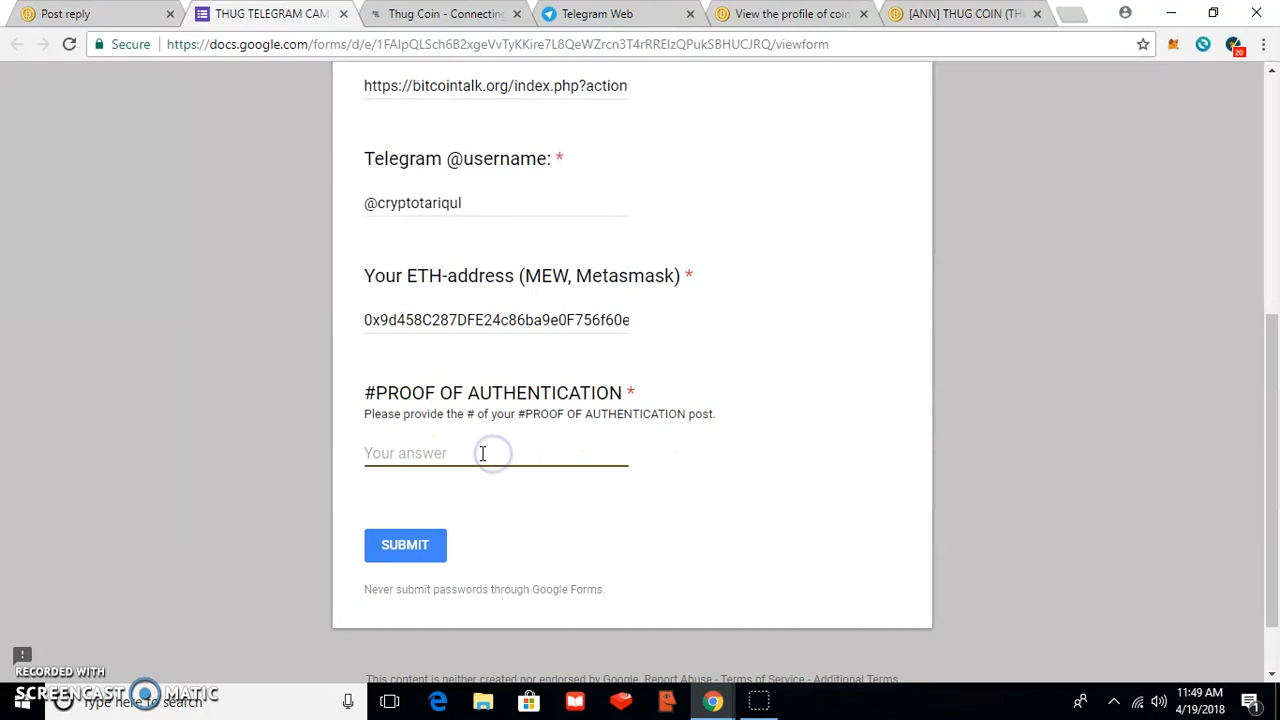 Post reply
THUG TELEGRAM CAM
Thug Coin - Connecting
Telegram Web
View the profile of coin
[ANN] THUG COIN (TH
Secure
https://docs.google.com/forms/d/e/1FAIpQLSch6B2xgeVvTyKKire7L8QeWZrcn3T4rRREIzQPukSBHUCJRQ/viewform
20
https://bitcointalk.org/index.php?action
Telegram @username: *
@cryptotariqul
Your ETH-address (MEW, Metasmask) *
0x9d458C287DFE24c86ba9e0F756f60e
#PROOF OF AUTHENTICATION *
Please provide the # of your #PROOF OF AUTHENTICATION post.
Your answer
SUBMIT
Never submit passwords through Google Forms.
This content is neither created nor endorsed by Google. Report Abuse - Terms of Service - Additional Terms
RECORDED WITH
SCREENCAST MATIC
Type here to search
11:49 AM
4/19/2018
1